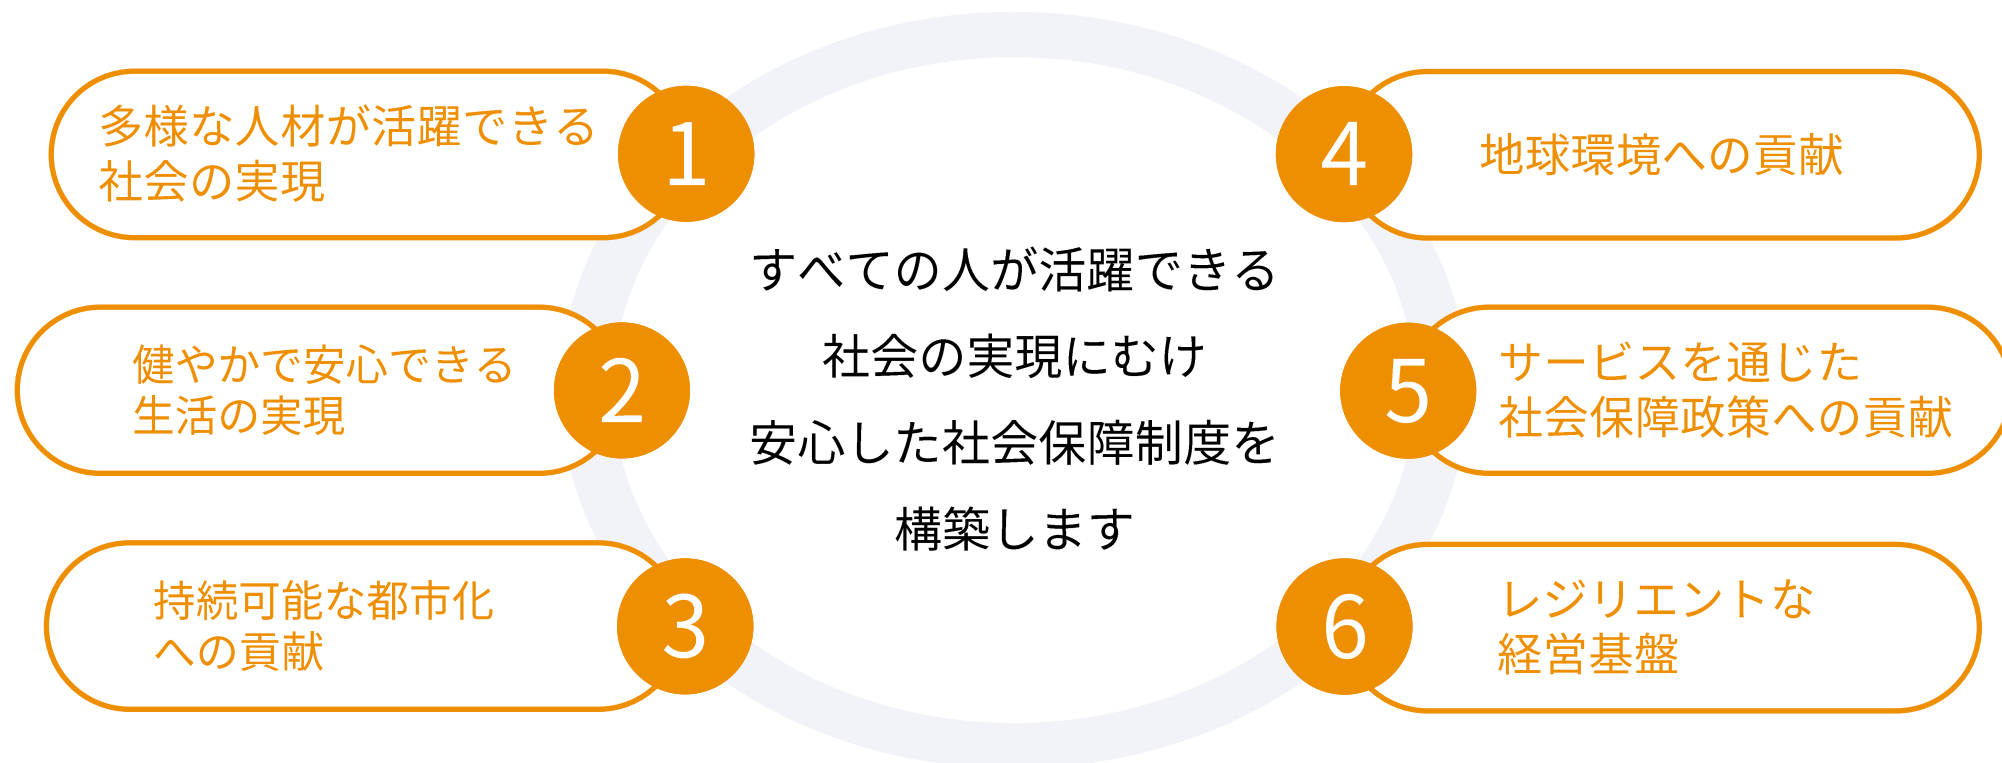 多様な人材が活躍できる
社会の実現
1
健やかで安心できる
生活の実現
2
持続可能な都市化
への貢献
3
すべての人が活躍できる
社会の実現にむけ
安心した社会保障制度を
構築します
4
地球環境への貢献
5
サービスを通じた
社会保障政策への貢献
6
レジリエントな
経営基盤